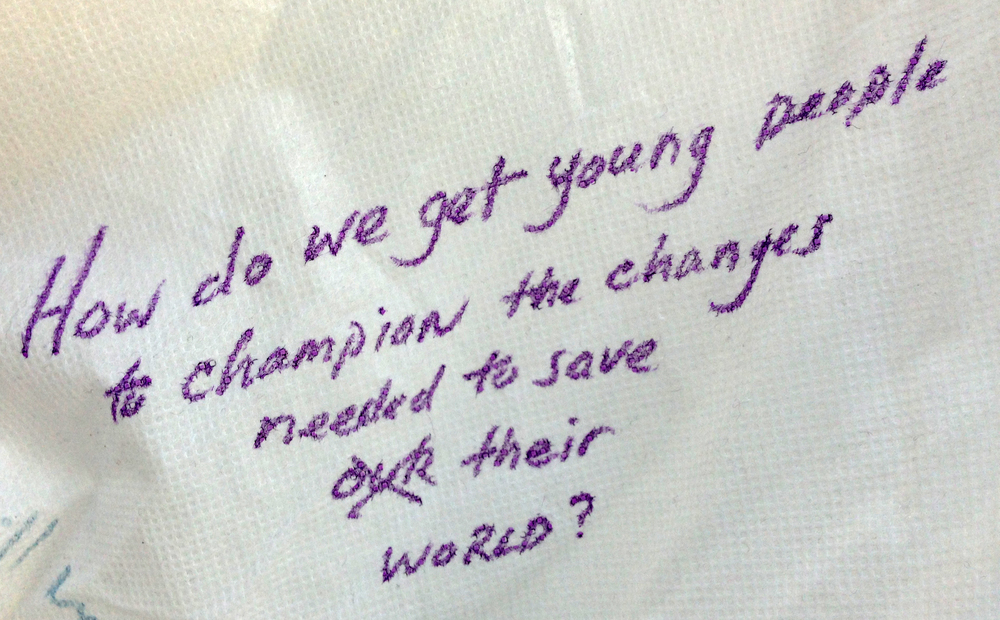 How do we get young people
to champion the changes
needed to save
their
WORLD?